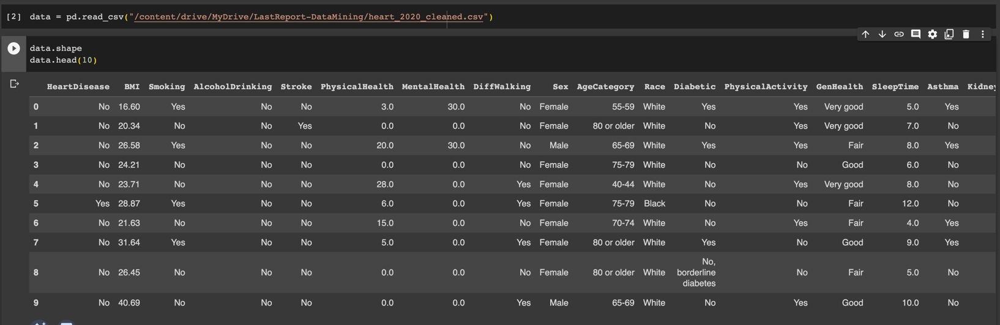 [2] data = pd.read_csv("/content/drive/MyDrive/LastReport-DataMining/heart_2020_cleaned.csv")
data.shape
data.head(10)
HeartDisease BMI Smoking AlcoholDrinking Stroke PhysicalHealth MentalHealth DiffWalking Sex AgeCategory Race Diabetic PhysicalActivity GenHealth SleepTime Asthma Kidney
0 No 16.60 Yes No No 3.0 30.0 No Female 55-59 White Yes Yes Very good 5.0 Yes
1 No 20.34 No No Yes 0.0 0.0 No Female 80 or older White No Yes Very good 7.0 No
2 No 26.58 Yes No No 20.0 30.0 No Male 65-69 White Yes Yes Fair 8.0 Yes
3 No 24.21 No No No 0.0 0.0 No Female 75-79 White No No Good 6.0 No
4 No 23.71 No No No 28.0 0.0 Yes Female 40-44 White No Yes Very good 8.0 No
5 Yes 28.87 Yes No No 6.0 0.0 Yes Female 75-79 Black No No Fair 12.0 No
6 No 21.63 No No No 15.0 0.0 No Female 70-74 White No Yes Fair 4.0 Yes
7 No 31.64 Yes No No 5.0 0.0 Yes Female 80 or older White Yes No Good 9.0 Yes
No,
8 No 26.45 No No No 0.0 0.0 No Female 80 or older White borderline No Fair 5.0 No
diabetes
9 No 40.69 No No No 0.0 0.0 Yes Male 65-69 White No Yes Good 10.0 No